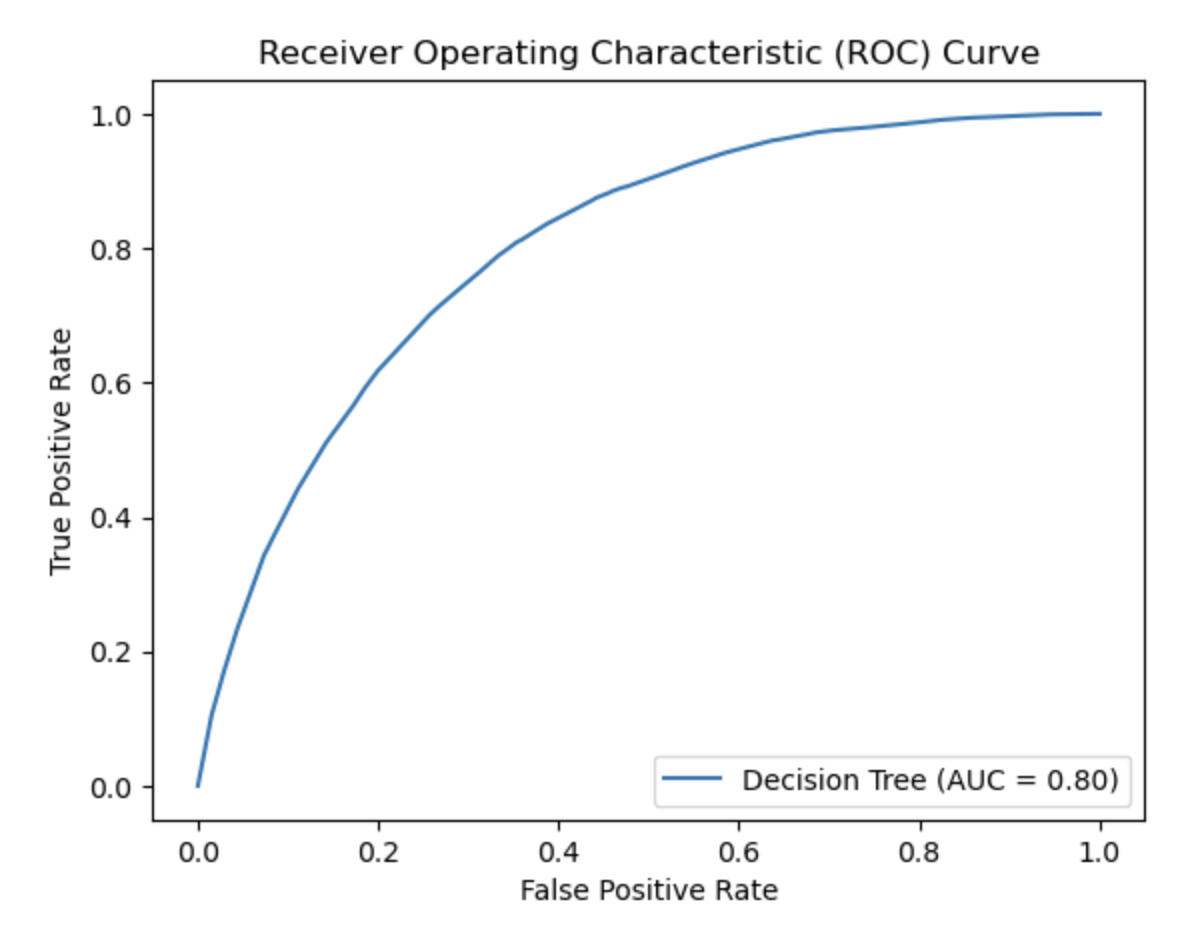 Receiver Operating Characteristic (ROC) Curve
1.0
0.8
0.6
0.4
0.2
0.0
True Positive Rate
Decision Tree (AUC = 0.80)
0.0 0.2 0.4 0.6 0.8 1.0
False Positive Rate